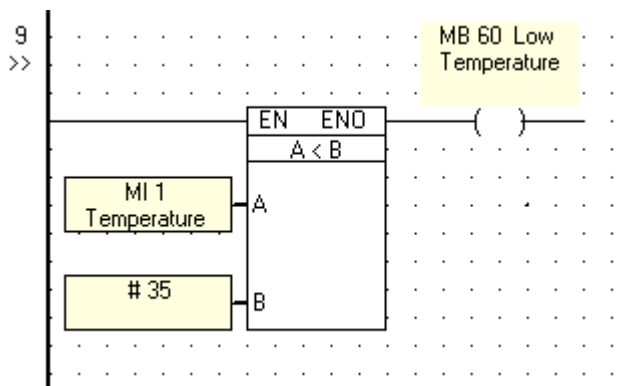 9
>>
MB 60 Low
Temperature
EN ENO
A < B
MI 1
Temperature
A
# 35
B